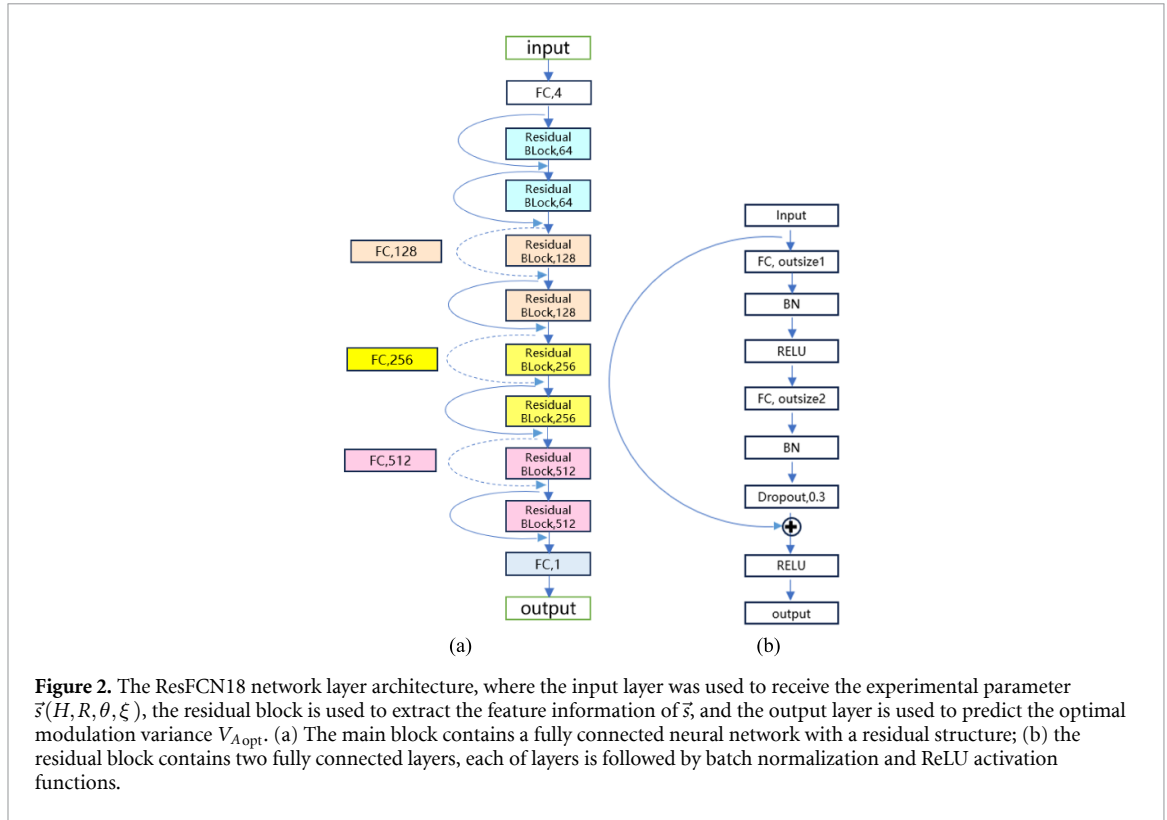 input
FC,4
Residual
BLock,64
Residual
BLock,64
FC,128
Residual
BLock,128
Residual
BLock,128
FC,256
Residual
BLock,256
Residual
BLock,256
FC,512
Residual
BLock,512
Residual
BLock,512
FC,1
output
(a)
Input
FC, outsize1
BN
RELU
FC, outsize2
BN
Dropout,0.3
+
RELU
output
(b)
Figure 2. The ResFCN18 network layer architecture, where the input layer was used to receive the experimental parameter
s⃗(H,R,θ,ξ), the residual block is used to extract the feature information of s⃗, and the output layer is used to predict the optimal
modulation variance V_Aopt. (a) The main block contains a fully connected neural network with a residual structure; (b) the
residual block contains two fully connected layers, each of layers is followed by batch normalization and ReLU activation
functions.